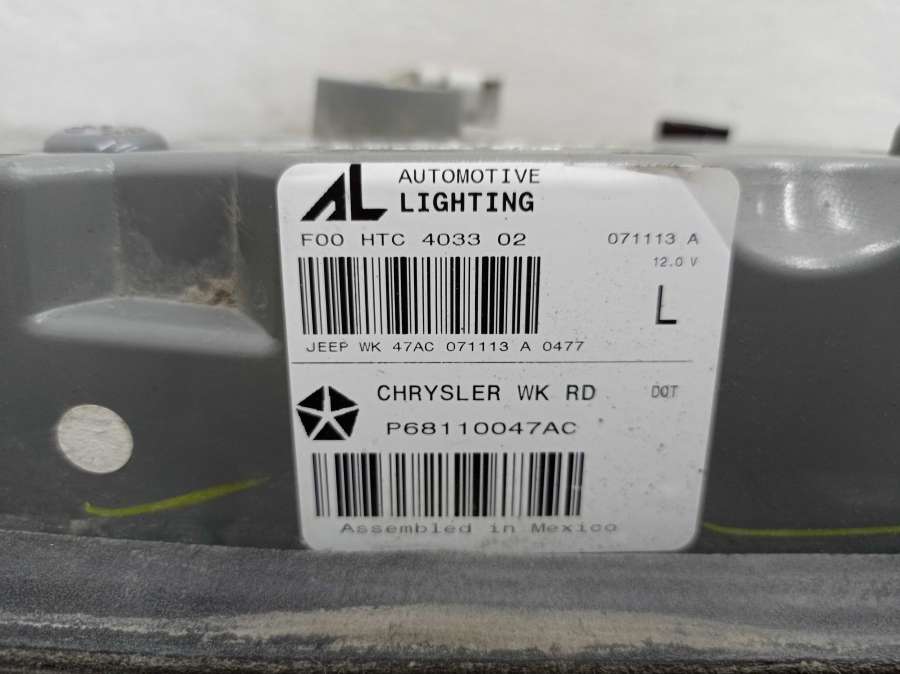 AL AUTOMOTIVE
LIGHTING
F00 HTC 4033 02 071113 A
12.0 V
L
JEEP WK 47AC 071113 A 0477
CHRYSLER WK RD DOT
P68110047AC
Assembled in Mexico